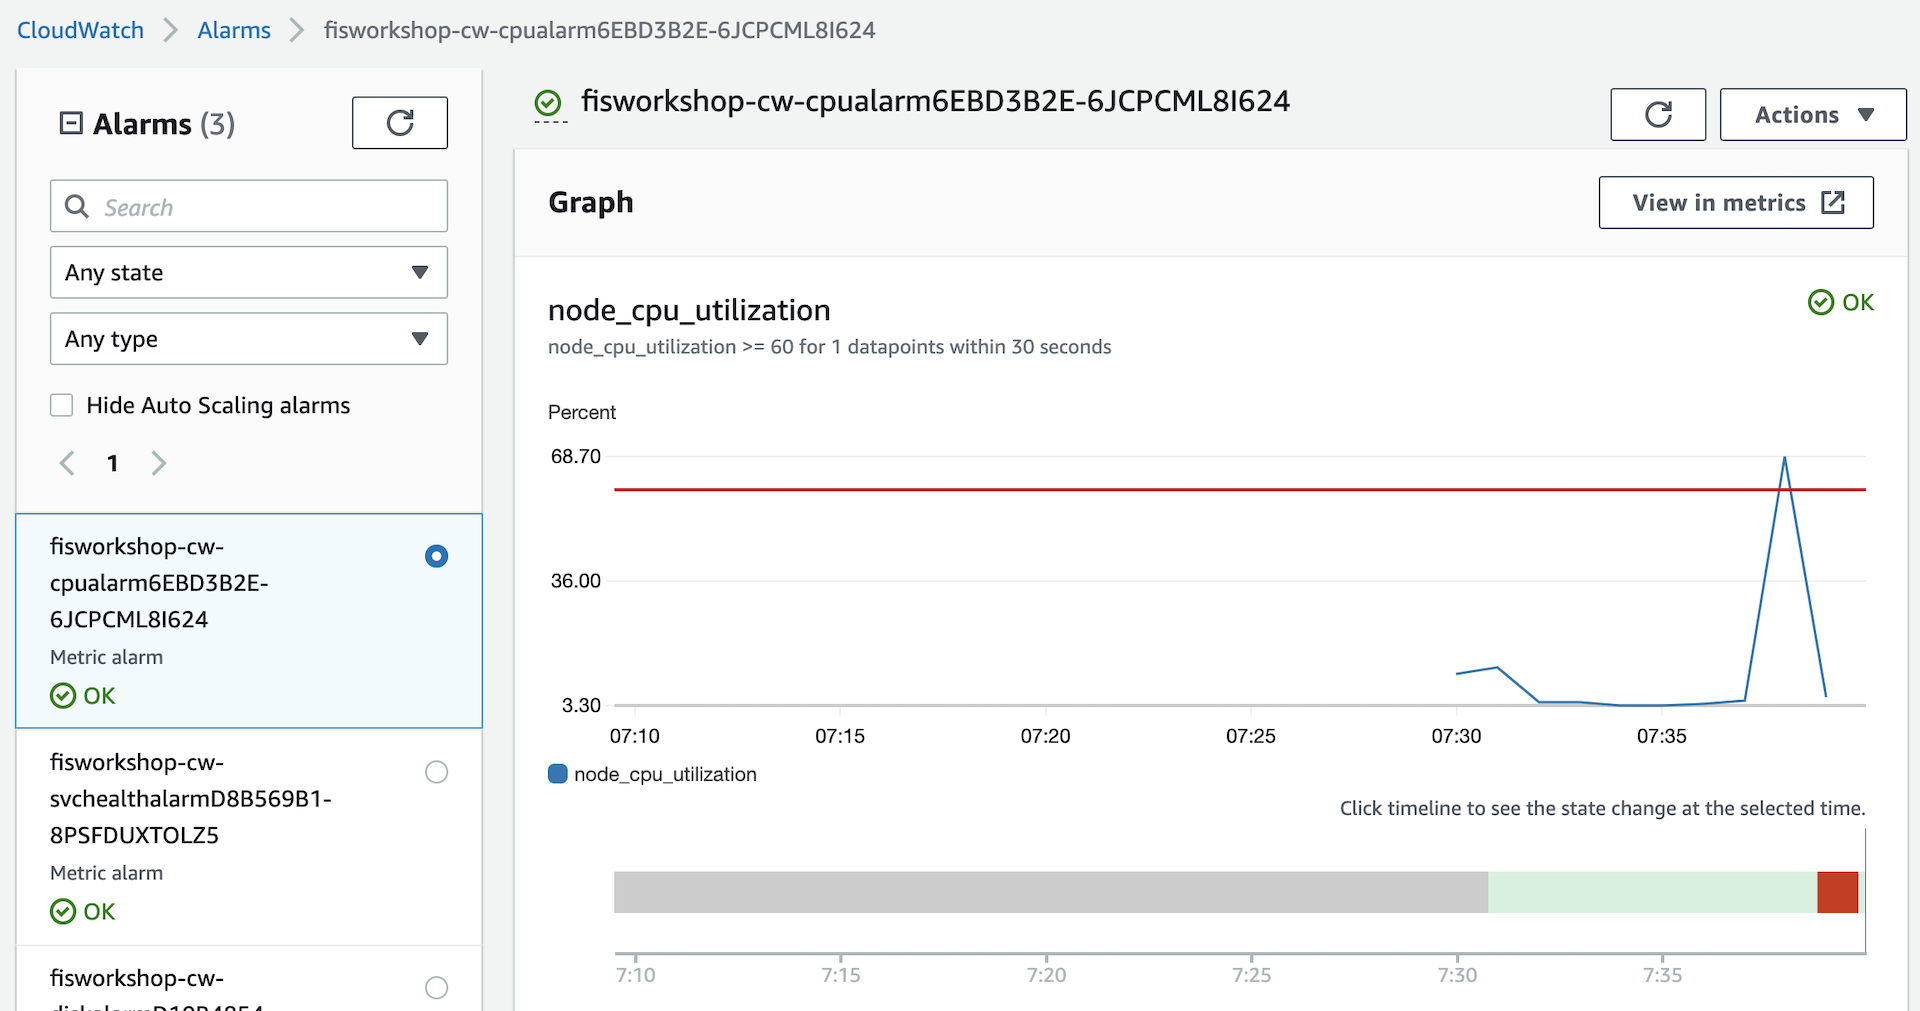 CloudWatch > Alarms > fisworkshop-cw-cpualarm6EBD3B2E-6JCPCML8I624
Alarms (3)
Search
Any state
Any type
Hide Auto Scaling alarms
1
fisworkshop-cw-
cpualarm6EBD3B2E-
6JCPCML8I624
Metric alarm
OK
fisworkshop-cw-
svchealthalarmD8B569B1-
8PSFDUXTOLZ5
Metric alarm
OK
fisworkshop-cw-
fisworkshop-cw-cpualarm6EBD3B2E-6JCPCML8I624
Actions
Graph
View in metrics
node_cpu_utilization
OK
node_cpu_utilization >= 60 for 1 datapoints within 30 seconds
Percent
68.70
36.00
3.30
07:10 07:15 07:20 07:25 07:30 07:35
node_cpu_utilization
Click timeline to see the state change at the selected time.
7:10 7:15 7:20 7:25 7:30 7:35